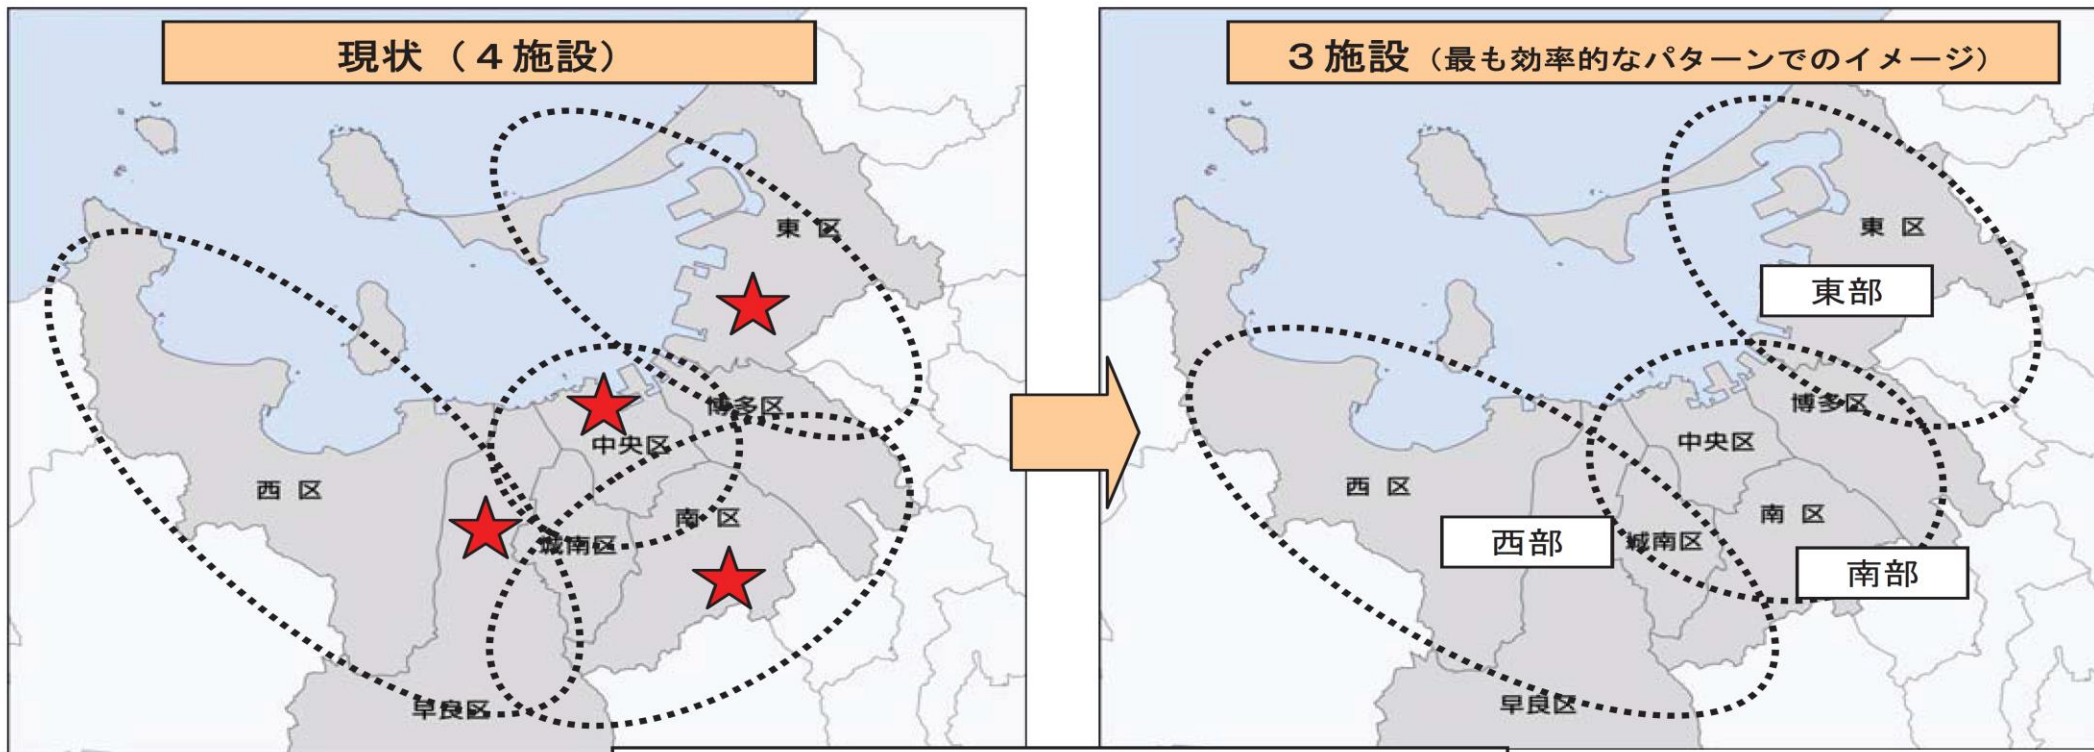 現状(4施設)
東区
博多区
中央区
西区
南区
城南区
早良区
3施設(最も効率的なパターンでのイメージ)
東区
東部
博多区
中央区
西区
南区
西部
城南区
南部
早良区